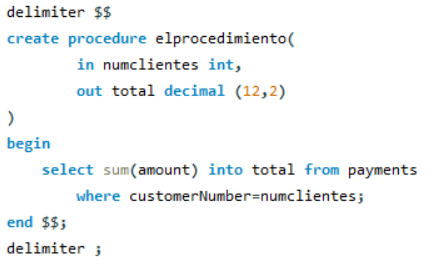 delimiter $$
create procedure elprocedimiento(
in numclientes int,
out total decimal (12,2)
)
begin
select sum(amount) into total from payments
where customerNumber=numclientes;
end $$;
delimiter ;